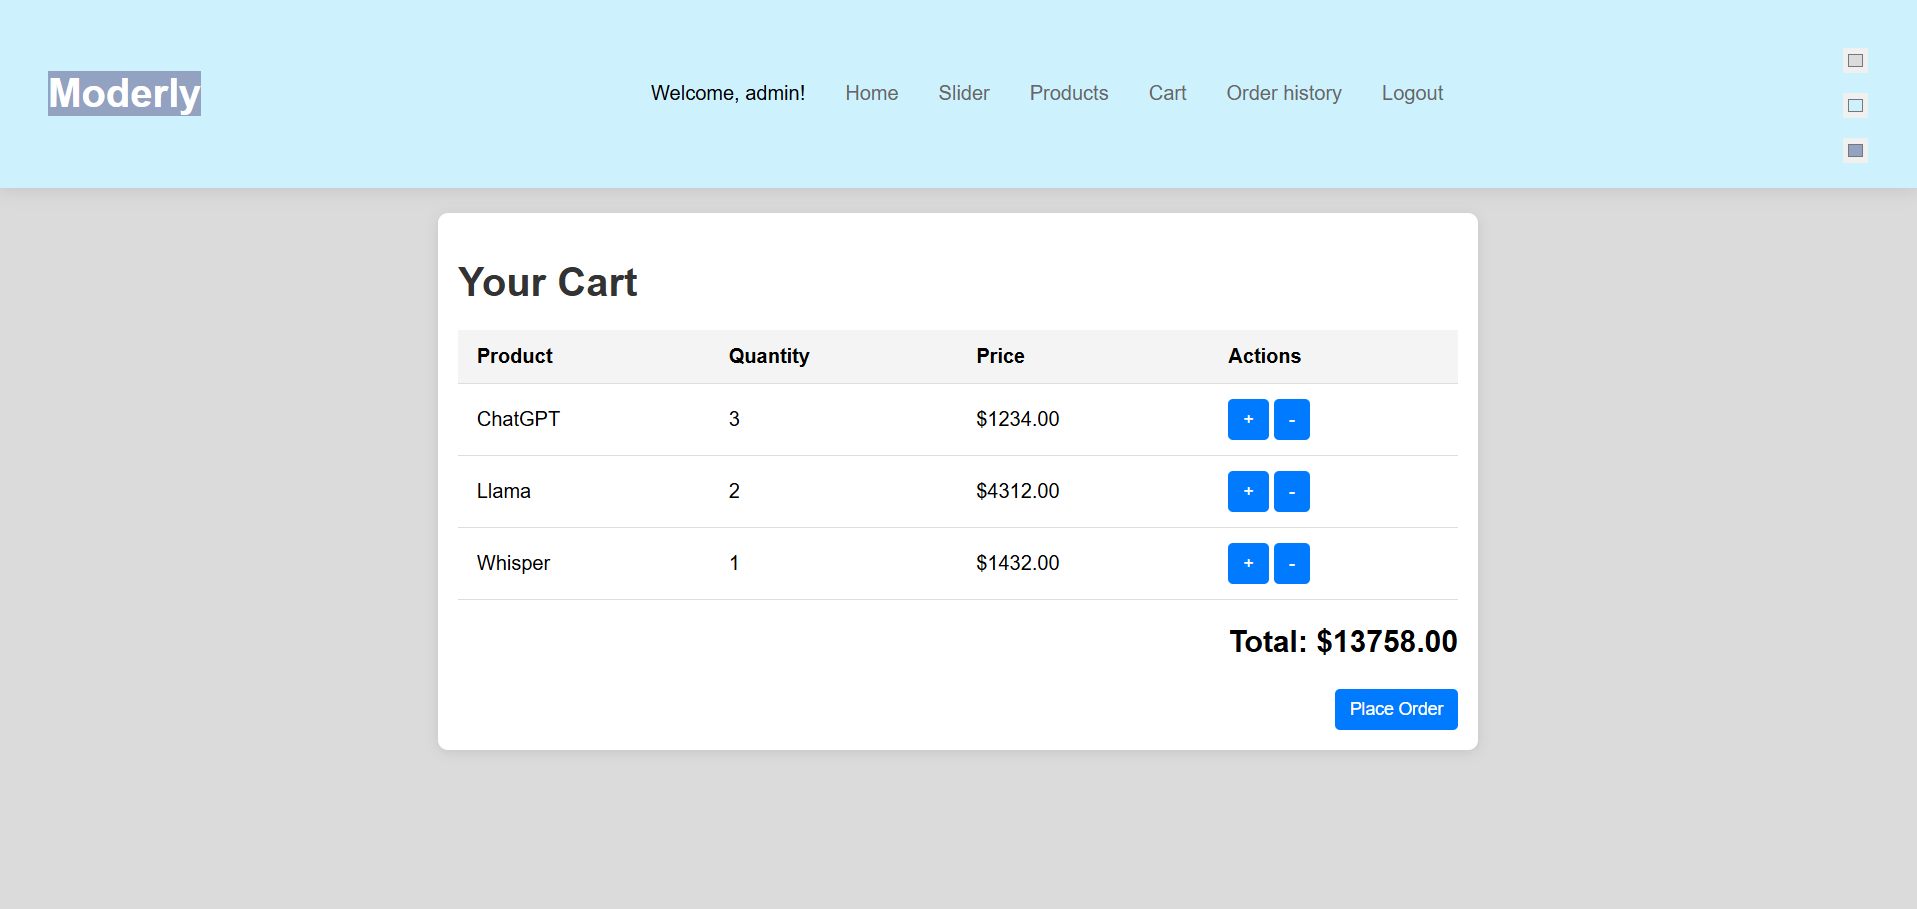 Moderly
Welcome, admin! Home Slider Products Cart Order history Logout
Your Cart
Product Quantity Price Actions
ChatGPT 3 $1234.00 + -
Llama 2 $4312.00 + -
Whisper 1 $1432.00 + -
Total: $13758.00
Place Order